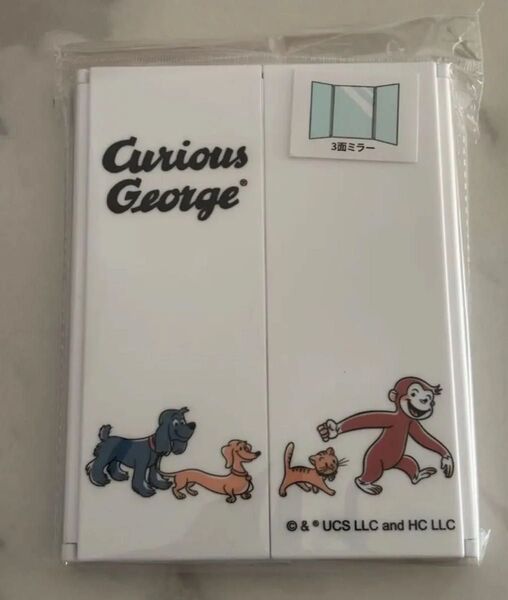 Curious
George®
3面ミラー
© & ® UCS LLC and HC LLC